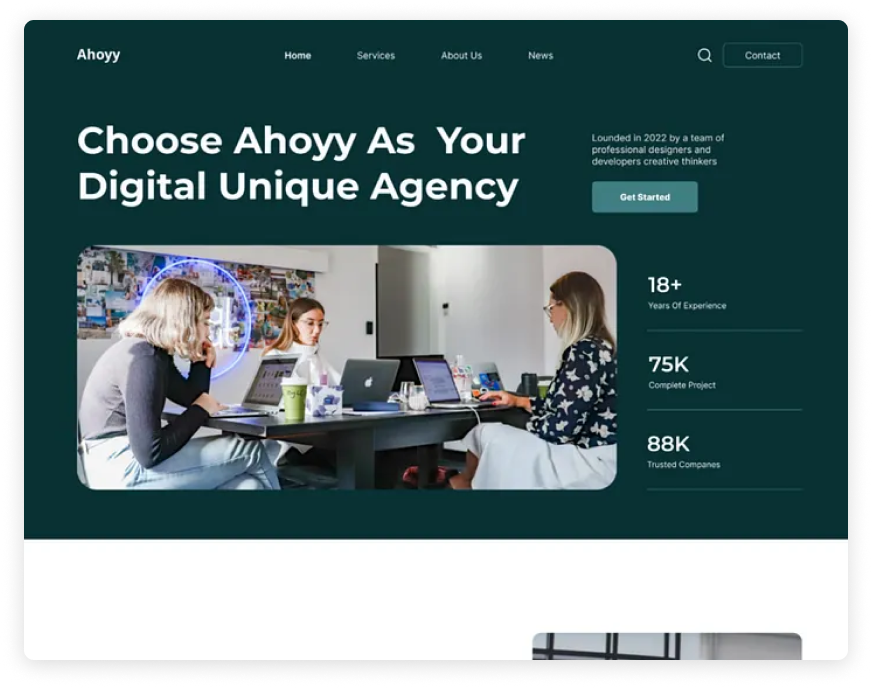 Ahoyy
Home
Services
About Us
News
Contact
Choose Ahoyy As  Your
Digital Unique Agency
Lounded in 2022 by a team of
professional designers and
developers creative thinkers
Get Started
18+
Years Of Experience
75K
Complete Project
88K
Trusted Companes